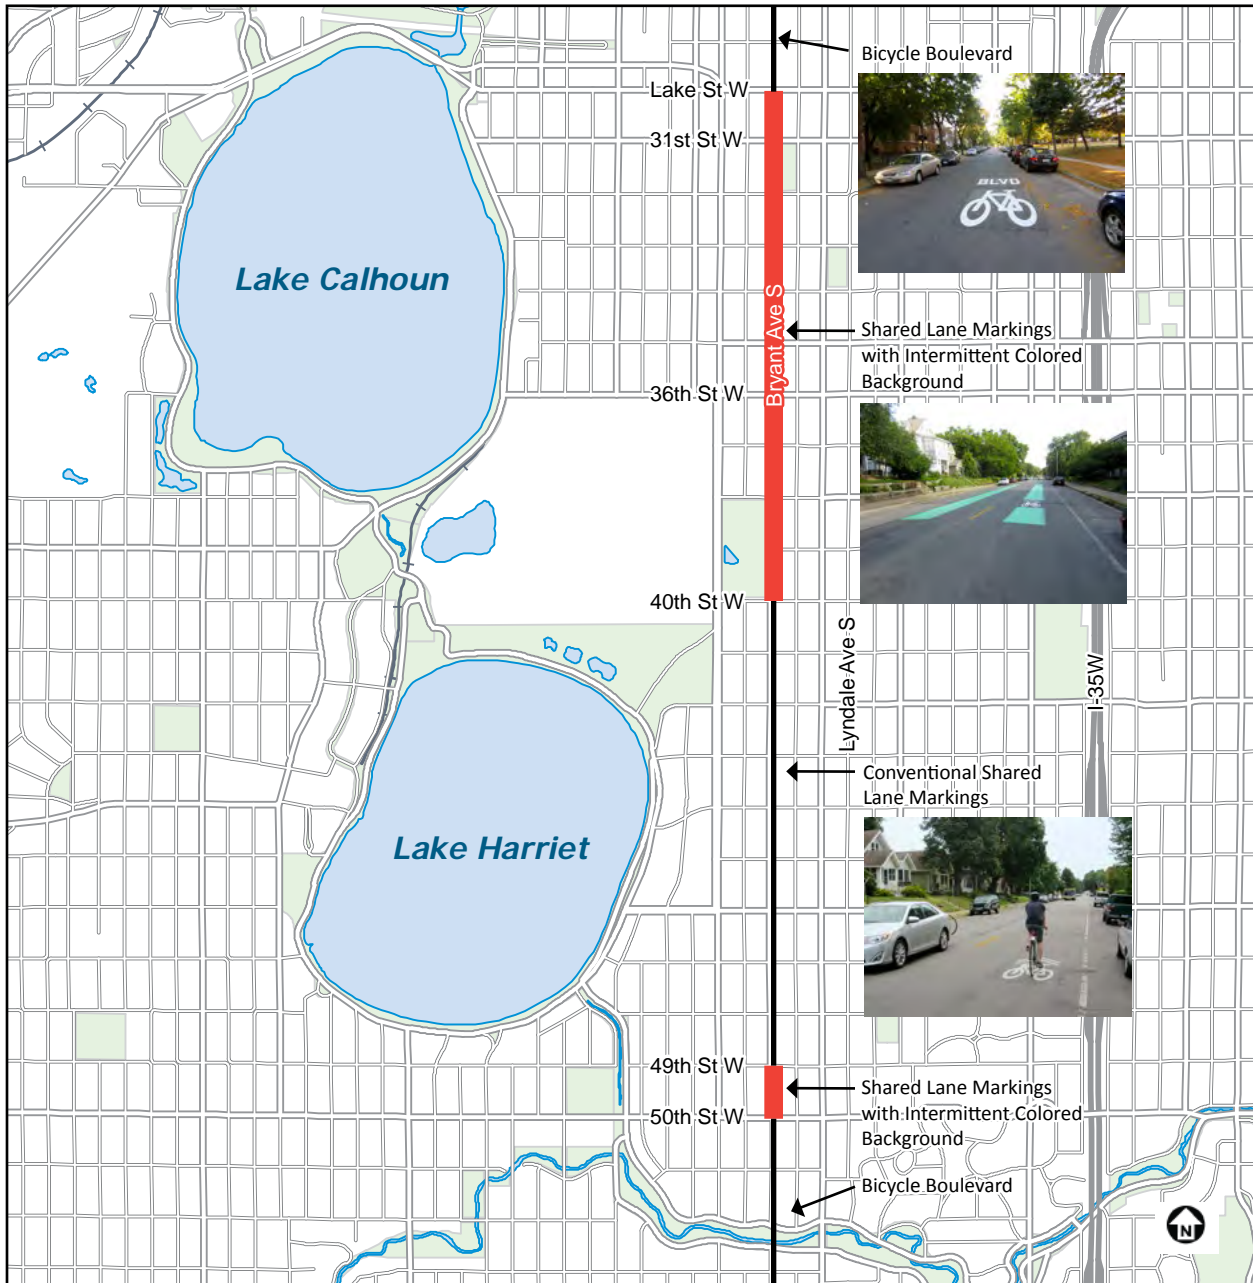 Bicycle Boulevard
Lake St W
31st St W
BLVD
Lake Calhoun
Bryant Ave S
Shared Lane Markings
with Intermittent Colored
Background
36th St W
40th St W
Lyndale Ave S
I-35W
Conventional Shared
Lane Markings
Lake Harriet
49th St W
Shared Lane Markings
with Intermittent Colored
Background
50th St W
Bicycle Boulevard
N